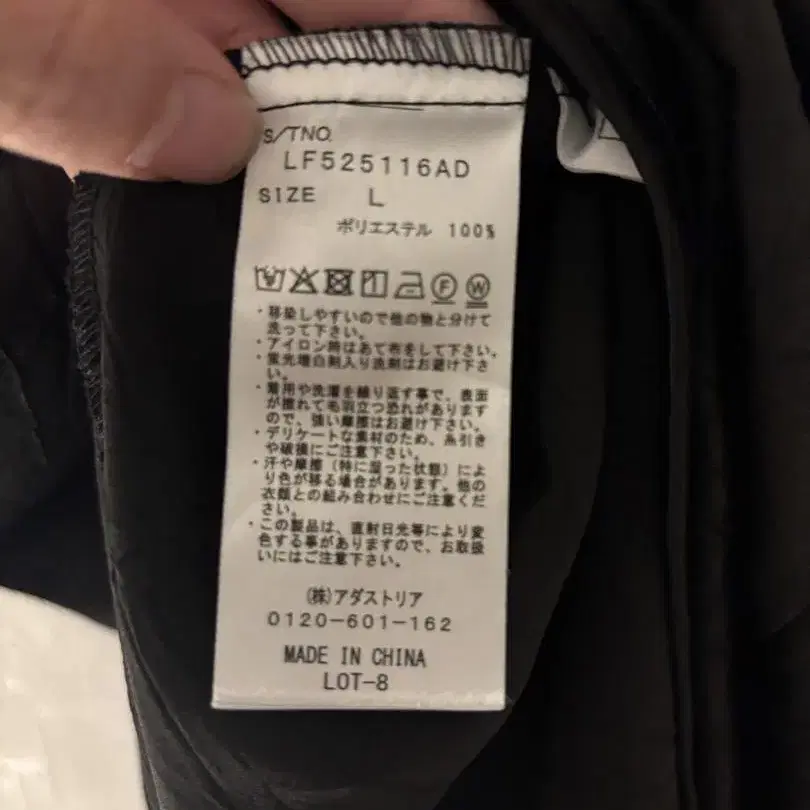 S/TNO.
LF525116AD
SIZE L
ポリエステル 100%
F W
・移染しやすいので他の物と分けて
洗って下さい。
・アイロン時はあて布をして下さい。
・蛍光増白剤入り洗剤はお避け下さ
い。
・着用や洗濯を繰り返す事で、表面
が擦れて毛羽立つ恐れがあります
ので、強い摩擦はお避け下さい。
・デリケートな素材のため、糸引き
や破損にご注意下さい。
・汗や摩擦（特に湿った状態）によ
り色が移る場合があります。他の
衣類との組み合わせにご注意くだ
さい。
・この製品は、直射日光等により変
色する事がありますので、お取扱
いにはご注意下さい。
(株)アダストリア
0120-601-162
MADE IN CHINA
LOT-8